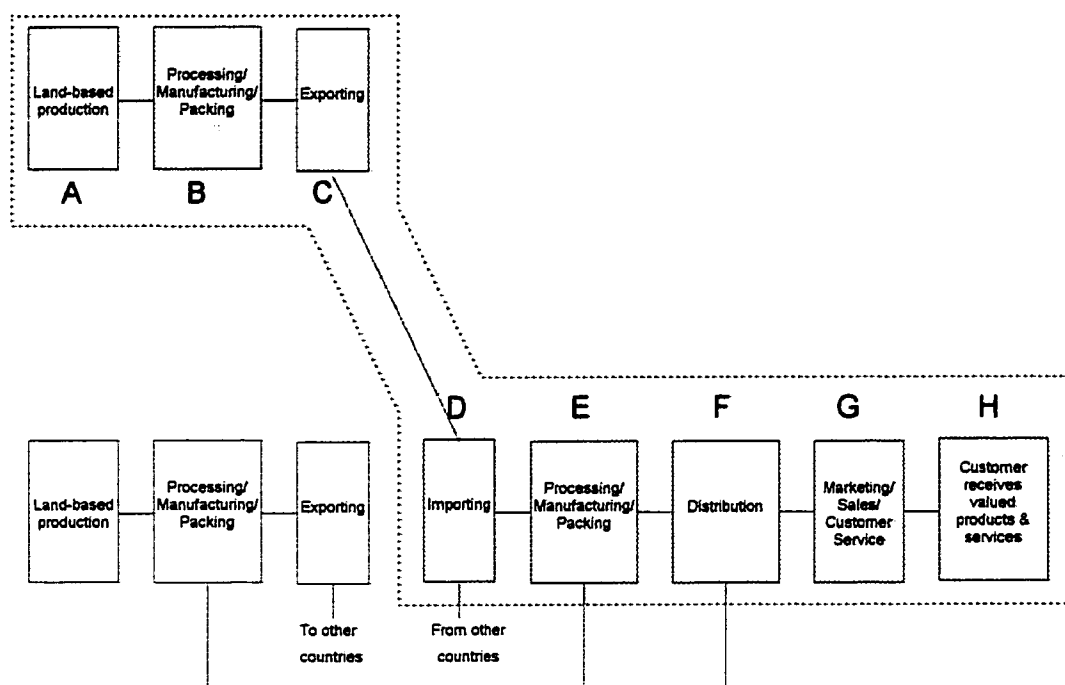 Land-based
production
Processing/
Manufacturing/
Packing
Exporting
A
B
C
D
E
F
G
H
Land-based
production
Processing/
Manufacturing/
Packing
Exporting
Importing
Processing/
Manufacturing/
Packing
Distribution
Marketing/
Sales/
Customer
Service
Customer
receives
valued
products &
services
To other
countries
From other
countries